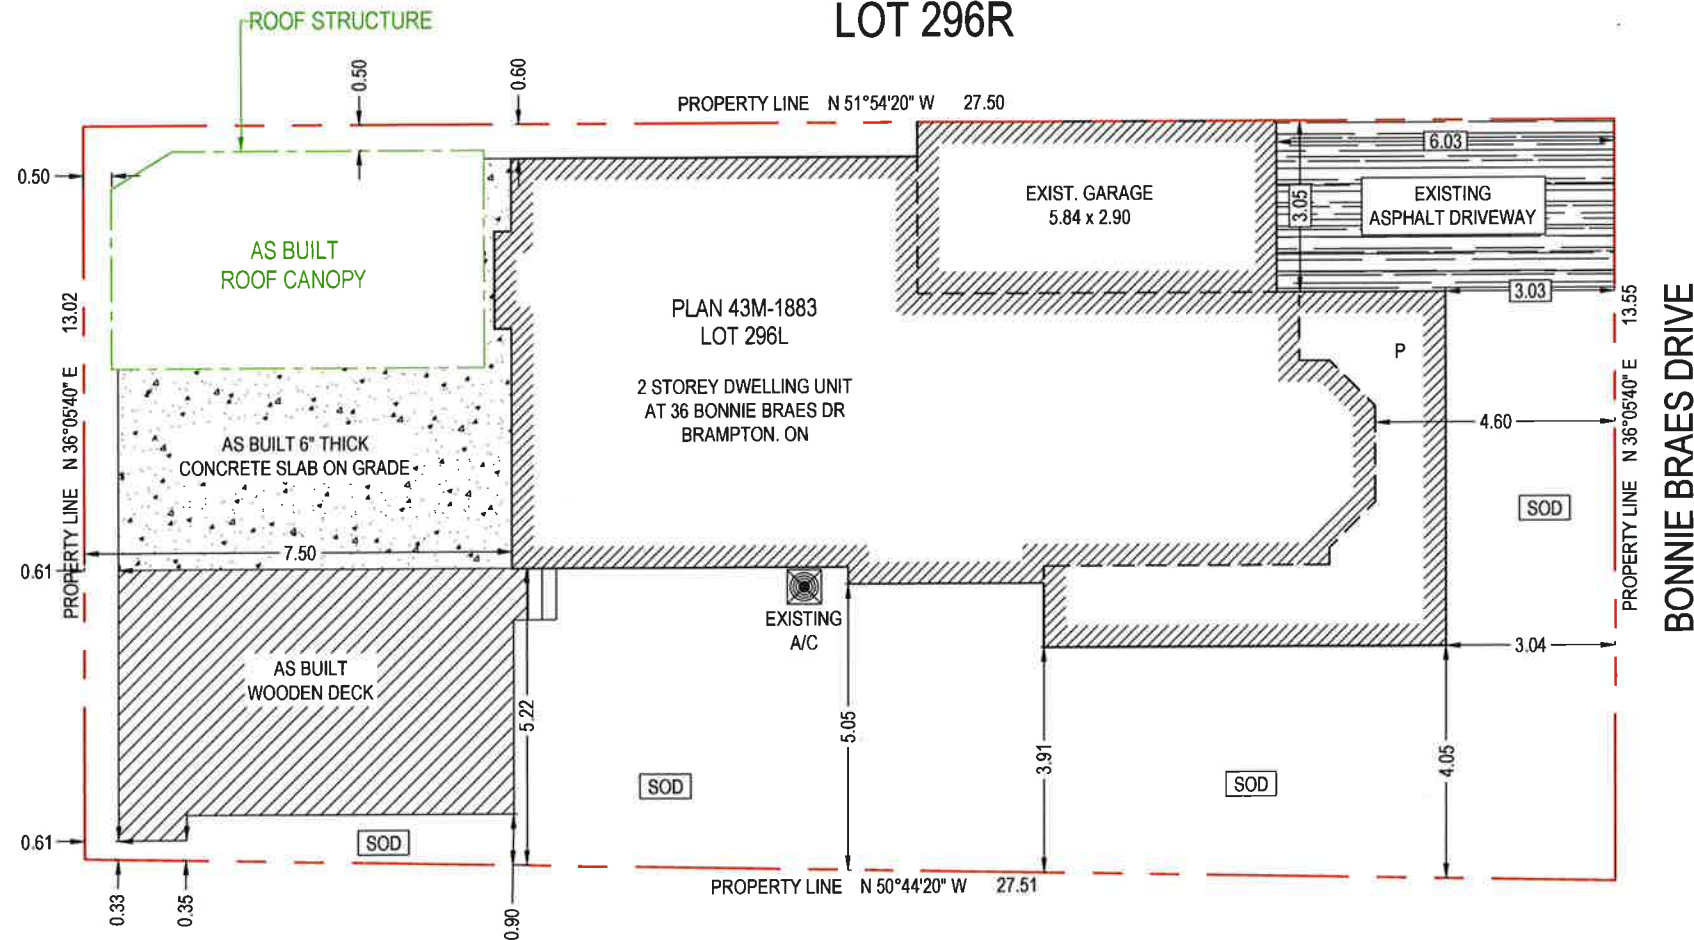 LOT 296R
ROOF STRUCTURE
0.50
0.60
PROPERTY LINE N 51°54'20" W 27.50
0.50
6.03
EXIST. GARAGE
5.84 x 2.90
3.05
EXISTING
ASPHALT DRIVEWAY
AS BUILT
ROOF CANOPY
3.03
PLAN 43M-1883
LOT 296L
P
2 STOREY DWELLING UNIT
AT 36 BONNIE BRAES DR
BRAMPTON. ON
4.60
PROPERTY LINE N 36°05'40" E 13.02
PROPERTY LINE N 36°05'40" E 13.55
BONNIE BRAES DRIVE
AS BUILT 6" THICK
CONCRETE SLAB ON GRADE
SOD
7.50
0.61
EXISTING
A/C
3.04
AS BUILT
WOODEN DECK
5.22
5.05
3.91
4.05
SOD
SOD
SOD
0.61
PROPERTY LINE N 50°44'20" W 27.51
0.33
0.35
0.90